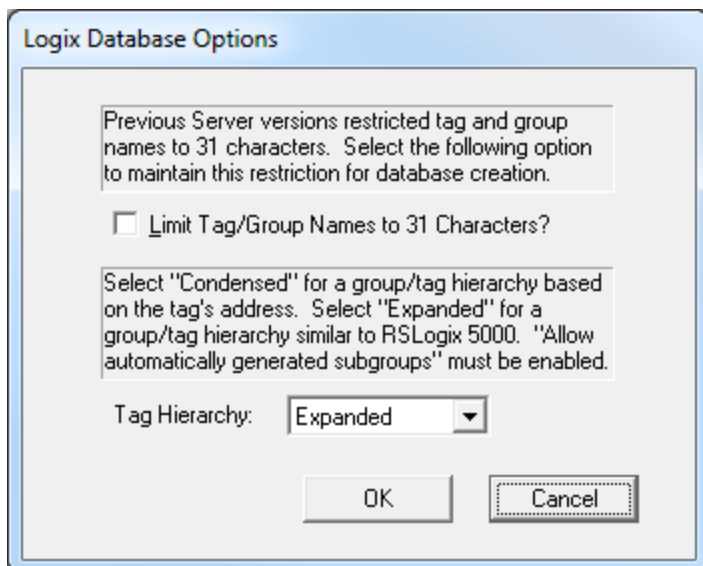 Logix Database Options
Previous Server versions restricted tag and group
names to 31 characters.  Select the following option
to maintain this restriction for database creation.
Limit Tag/Group Names to 31 Characters?
Select "Condensed" for a group/tag hierarchy based
on the tag's address.  Select "Expanded" for a
group/tag hierarchy similar to RSLogix 5000.  "Allow
automatically generated subgroups" must be enabled.
Tag Hierarchy: Expanded
OK Cancel